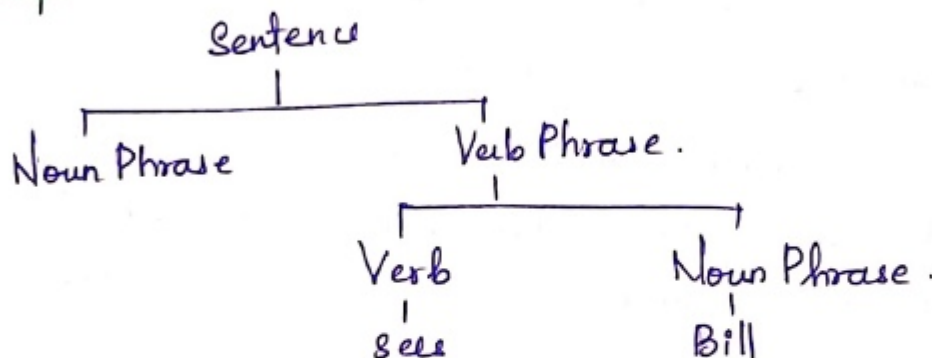 Sentence
Noun Phrase Verb Phrase.
Verb Noun Phrase.
sees Bill